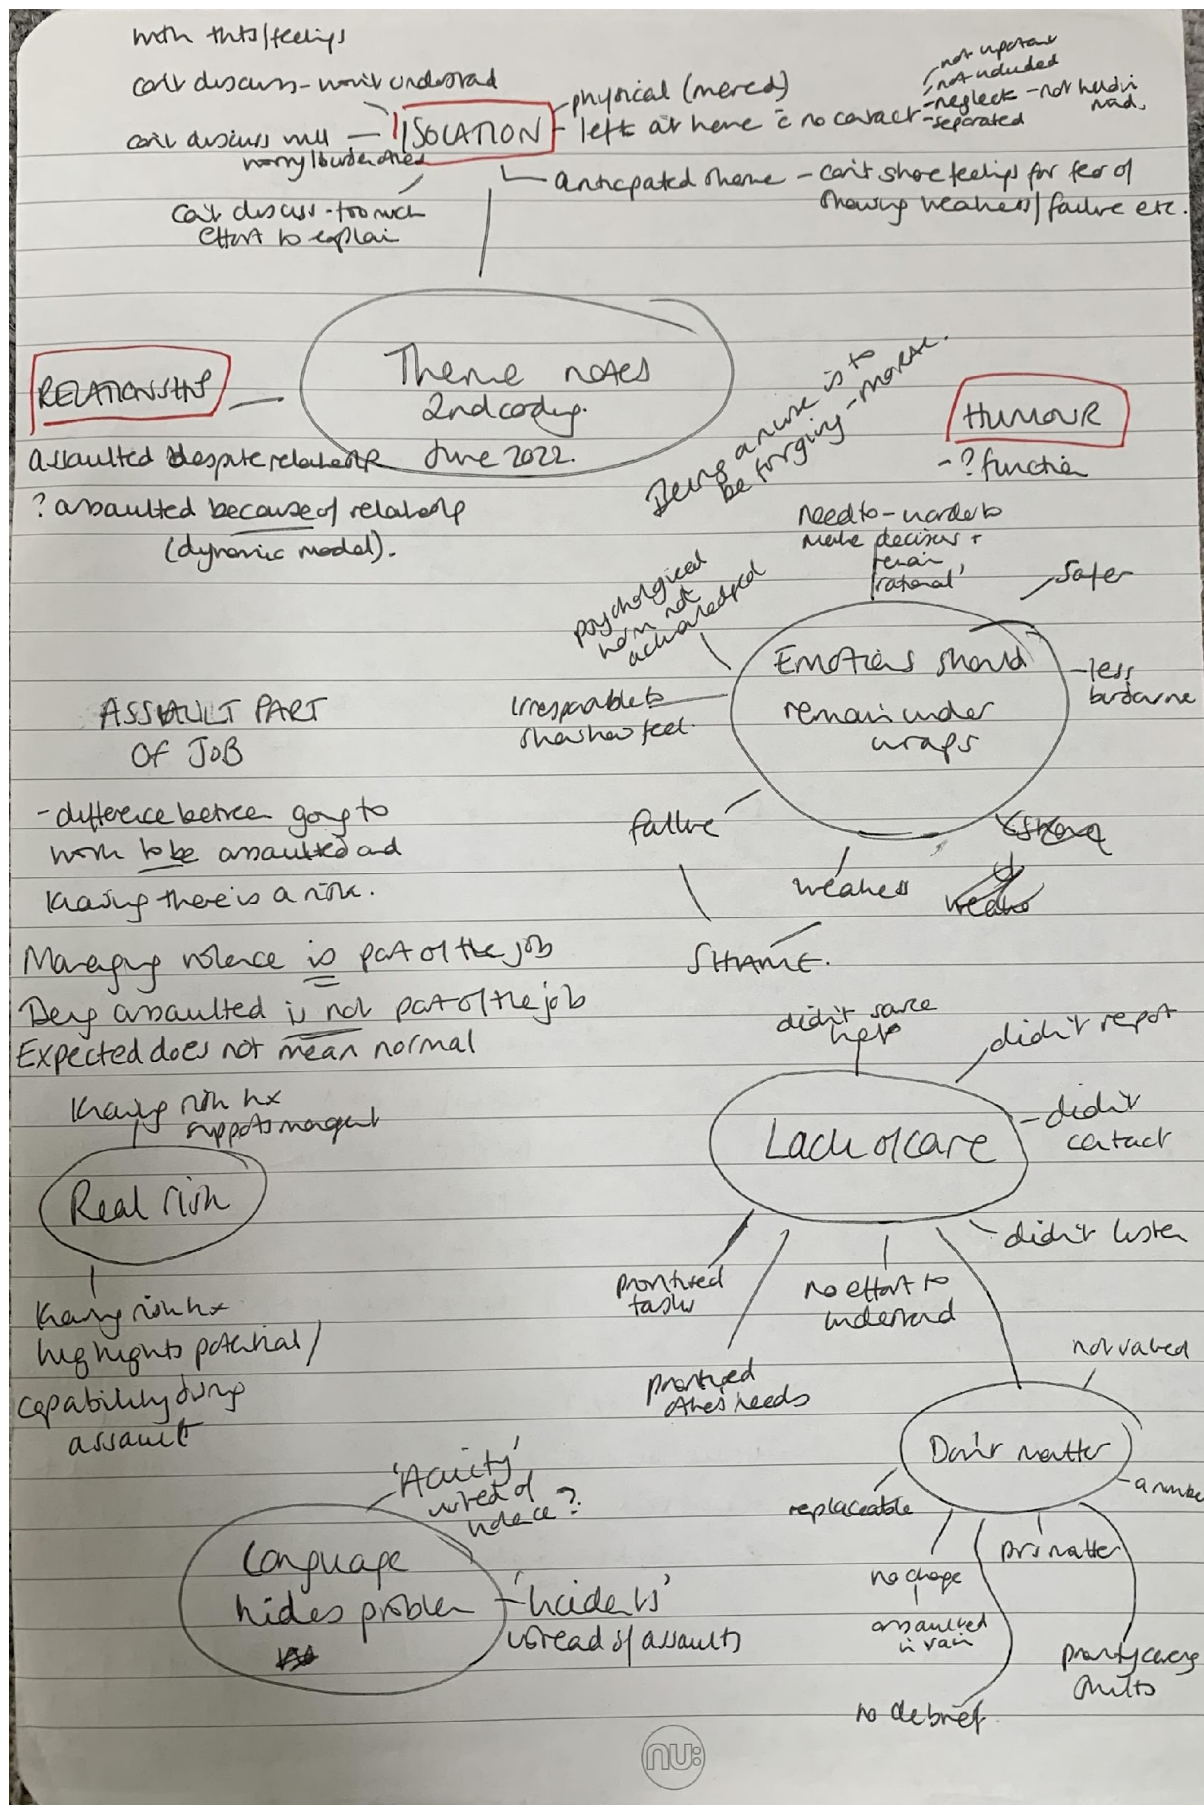 with thts/feelings
can't discuss - won't understand
can't discuss will
worry/burden others
can't discuss - too much
effort to explain
ISOLATION
physical (moved)
left at home c̄ no contact
- not important
- not included
- neglect - not held in
mind.
- separated
anticipated shame - can't share feelings for fear of
showing weakness/failure etc.
Theme notes
2nd coding.
June 2022.
RELATIONSHIP
assaulted despite relationship
? assaulted because of relationship
(dynamic model).
HUMOUR
- ? function
Being a nurse is to
be forgiving - moral.
need to - in order to
make decisions +
remain
'rational'
psychological
harm not
acknowledged
safer
Emotions should
remain under
wraps
less
burdensome
Irresponsible to
show how feel.
failure
weakness
SHAME.
ASSAULT PART
OF JOB
- difference between going to
work to be assaulted and
knowing there is a risk.
Managing violence is part of the job
Being assaulted is not part of the job
Expected does not mean normal
Knowing risk hx
supports management
Real risk
Knowing risk hx
highlights potential/
capability during
assault
didn't source
help
didn't report
Lack of care
didn't
contact
didn't listen
prioritised
tasks
no effort to
understand
prioritised
others needs
not valued
Don't matter
a number
replaceable
no change
assaulted
in vain
no debrief
prs matter
priority covering
shifts
'Acuity'
instead of
violence?
Language
hides problem
'Incidents'
instead of assaults
nu: